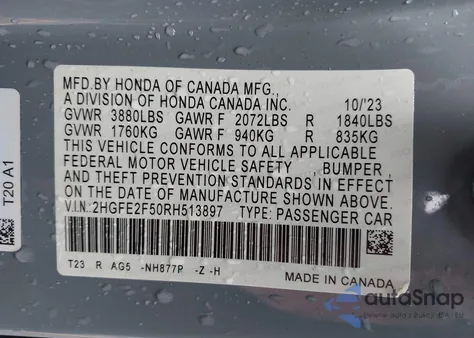 MFD.BY HONDA OF CANADA MFG.,
A DIVISION OF HONDA CANADA INC. 10/'23
GVWR 3880LBS GAWR F 2072LBS R 1840LBS
GVWR 1760KG GAWR F 940KG R 835KG
THIS VEHICLE CONFORMS TO ALL APPLICABLE
FEDERAL MOTOR VEHICLE SAFETY, BUMPER,
AND THEFT PREVENTION STANDARDS IN EFFECT
ON THE DATE OF MANUFACTURE SHOWN ABOVE.
V.I.N:2HGFE2F50RH513897 TYPE: PASSENGER CAR
T23 R AG5 -NH877P -Z -H
MADE IN CANADA
T20 A1
autoSnap